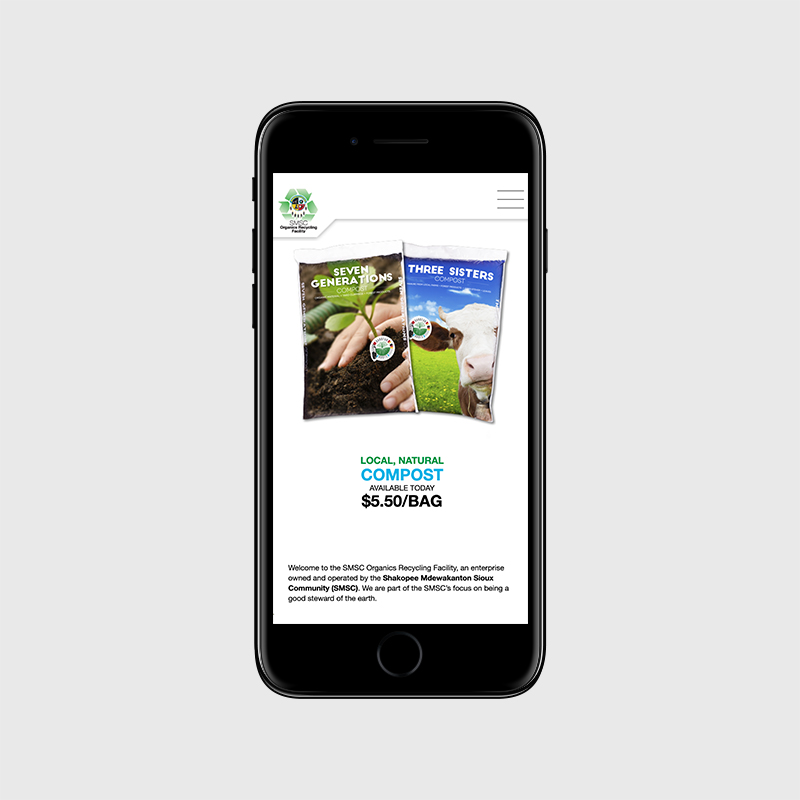 SMSC
Organics Recycling
Facility
SEVEN
GENERATIONS
COMPOST
THREE SISTERS
COMPOST
LOCAL, NATURAL
COMPOST
AVAILABLE TODAY
$5.50/BAG
Welcome to the SMSC Organics Recycling Facility, an enterprise
owned and operated by the Shakopee Mdewakanton Sioux
Community (SMSC). We are part of the SMSC's focus on being a
good steward of the earth.